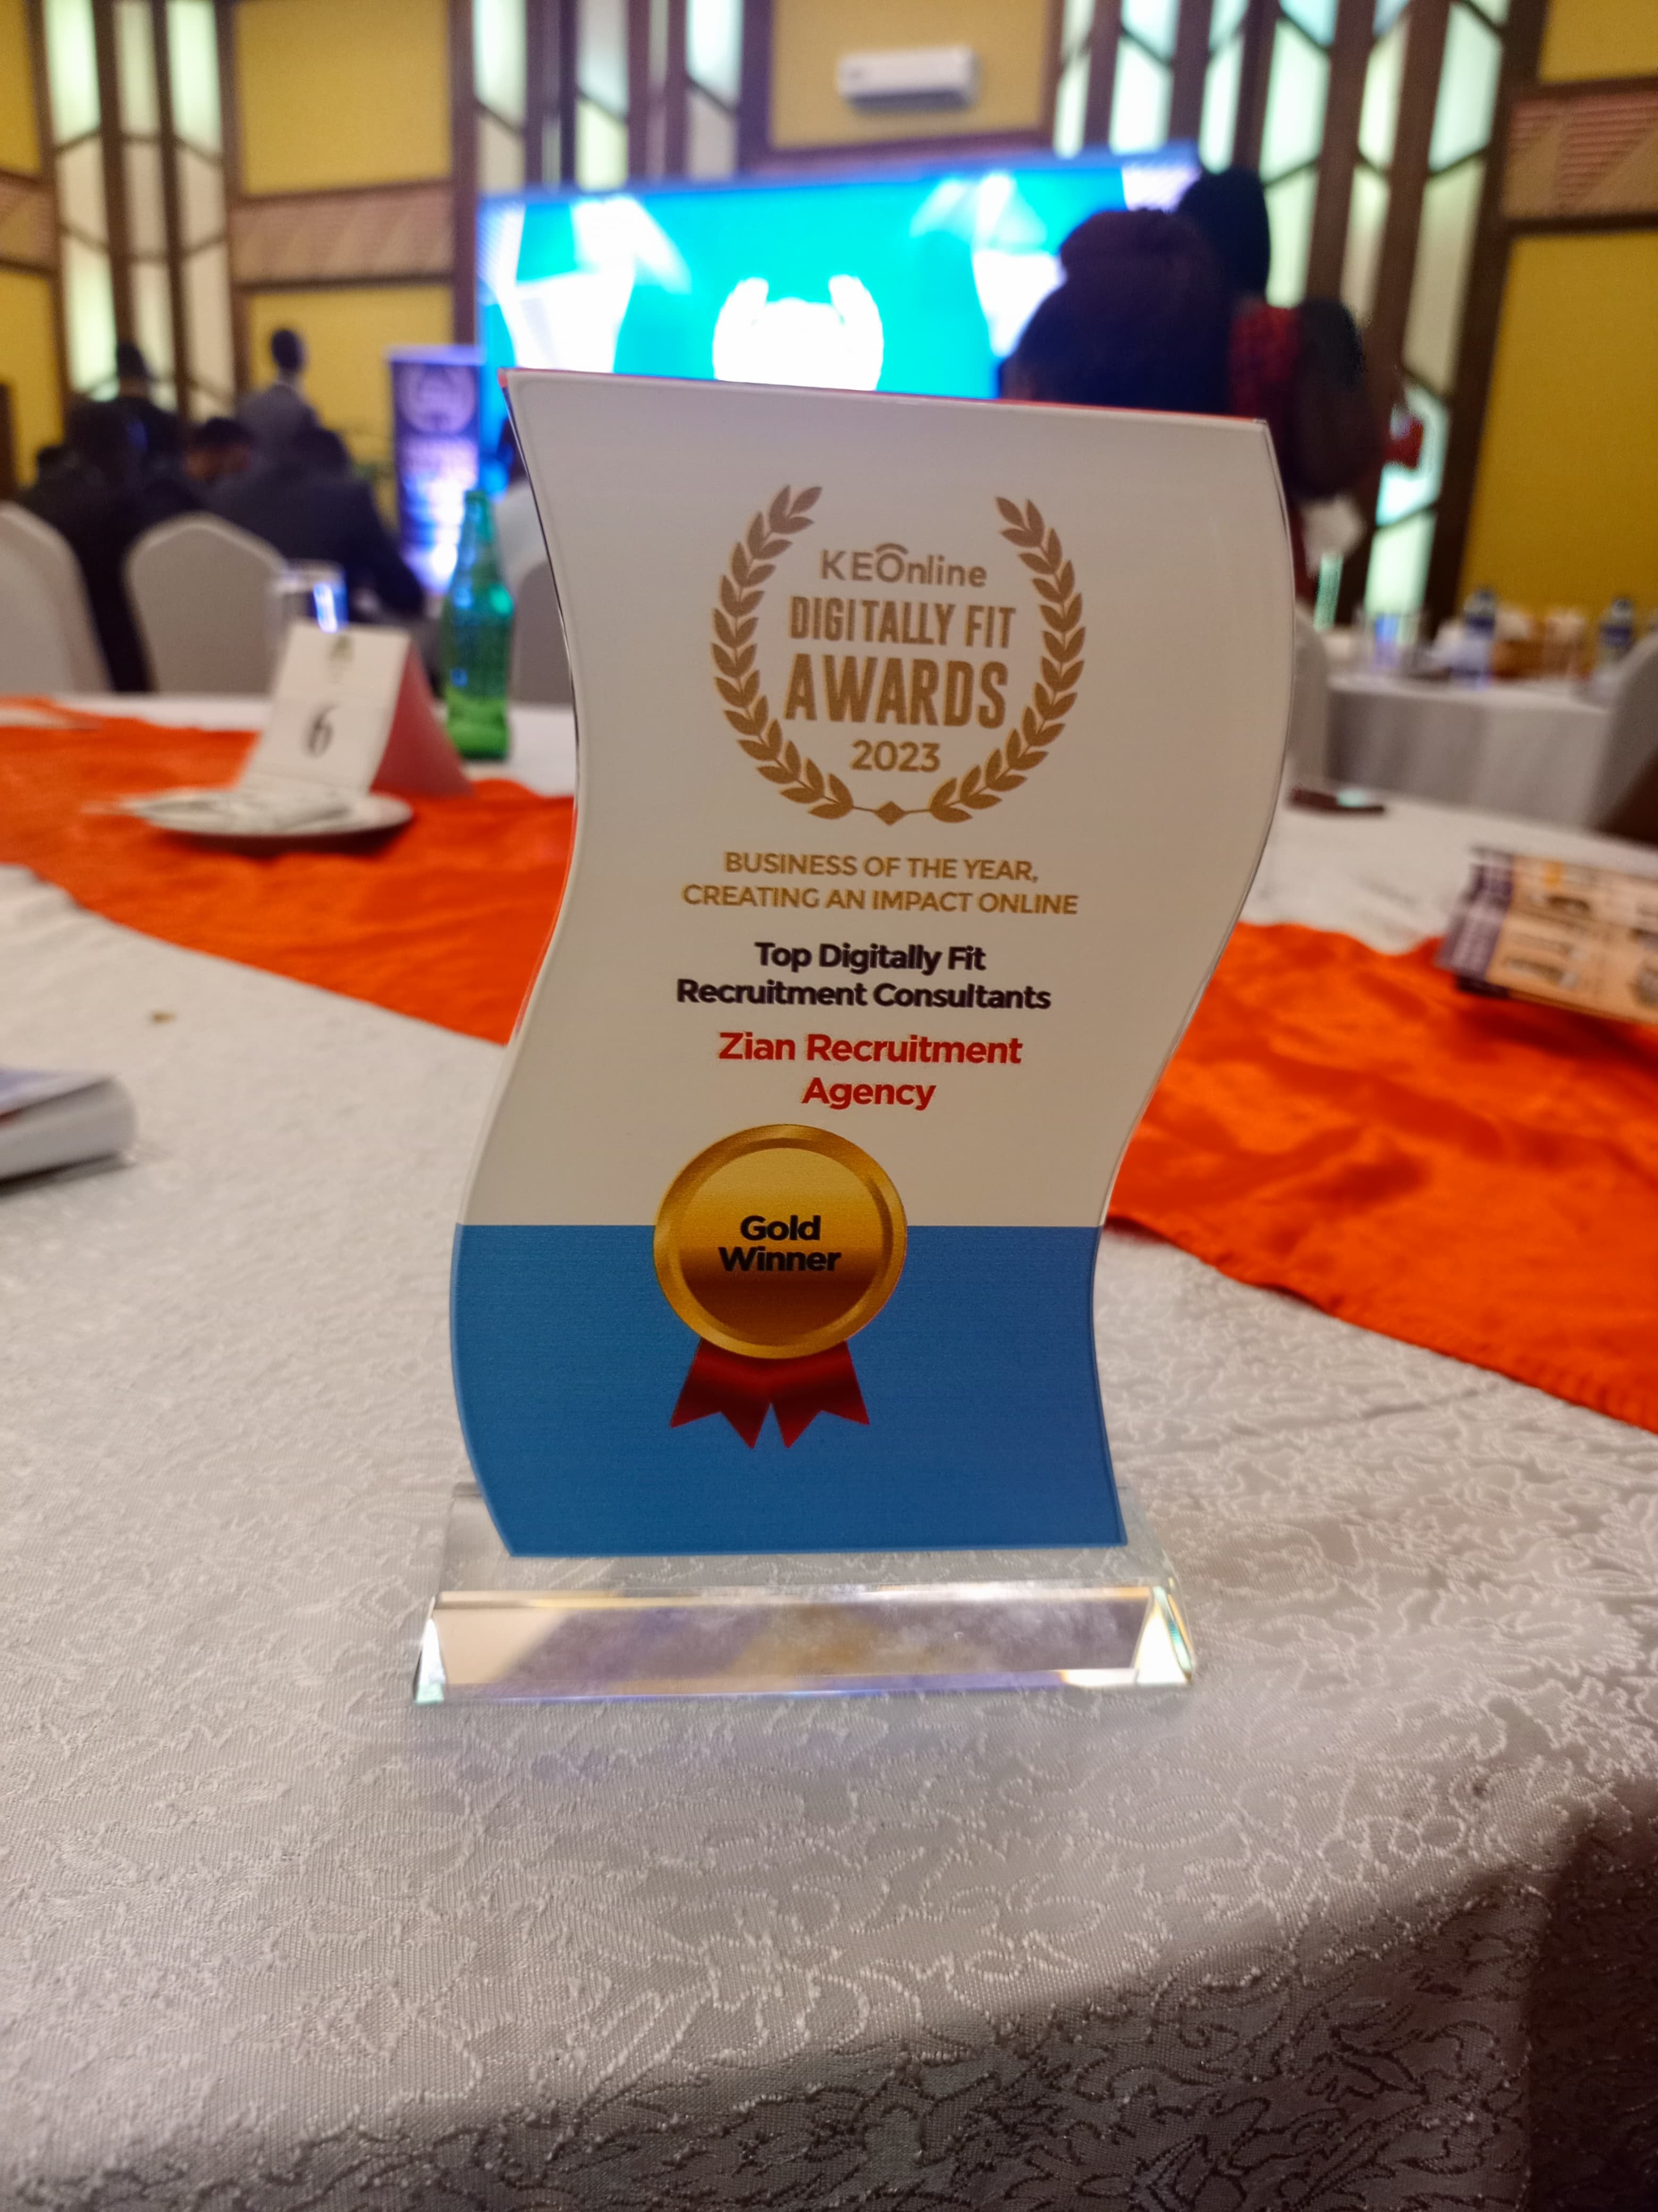 KEOnline
DIGITALLY FIT
AWARDS
2023
BUSINESS OF THE YEAR,
CREATING AN IMPACT ONLINE
Top Digitally Fit
Recruitment Consultants
Zian Recruitment
Agency
Gold
Winner
6